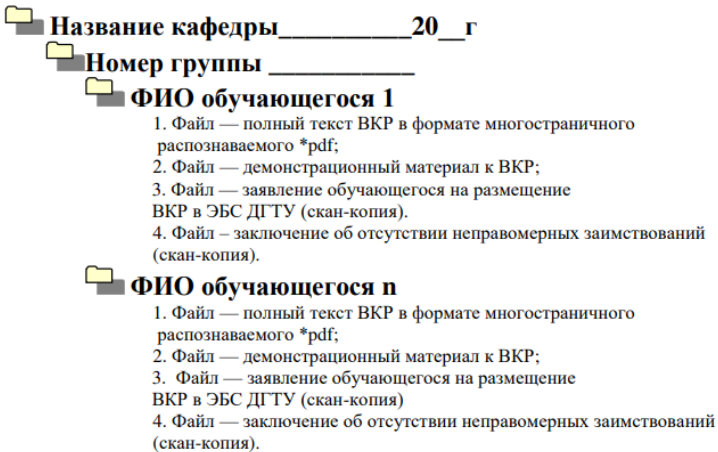 Название кафедры__________20__г
Номер группы ___________
ФИО обучающегося 1
1. Файл — полный текст ВКР в формате многостраничного
распознаваемого *pdf;
2. Файл — демонстрационный материал к ВКР;
3. Файл — заявление обучающегося на размещение
ВКР в ЭБС ДГТУ (скан-копия).
4. Файл – заключение об отсутствии неправомерных заимствований
(скан-копия).
ФИО обучающегося n
1. Файл — полный текст ВКР в формате многостраничного
распознаваемого *pdf;
2. Файл — демонстрационный материал к ВКР;
3. Файл — заявление обучающегося на размещение
ВКР в ЭБС ДГТУ (скан-копия)
4. Файл — заключение об отсутствии неправомерных заимствований
(скан-копия).